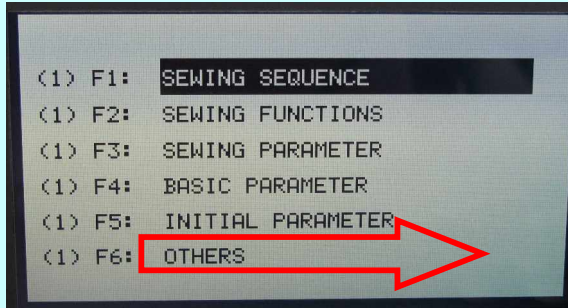 (1) F1: SEWING SEQUENCE
(1) F2: SEWING FUNCTIONS
(1) F3: SEWING PARAMETER
(1) F4: BASIC PARAMETER
(1) F5: INITIAL PARAMETER
(1) F6: OTHERS